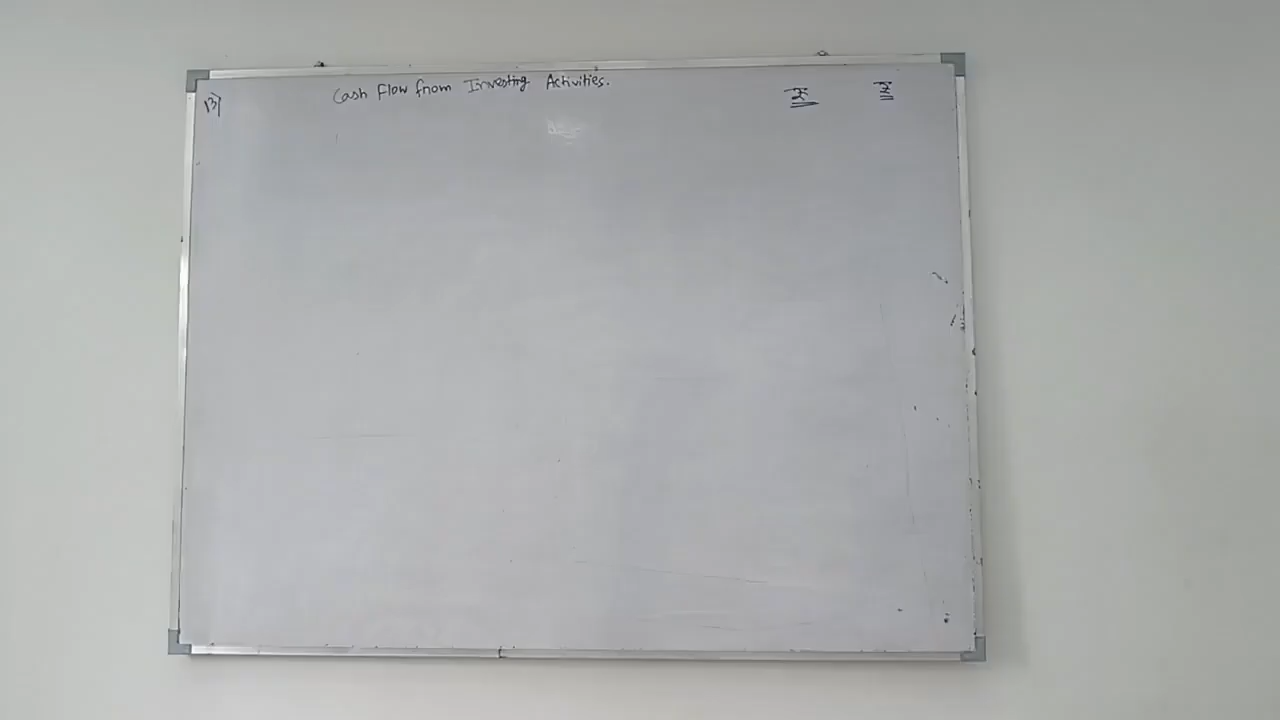 B) Cash Flow from Investing Activities. ₹ ₹